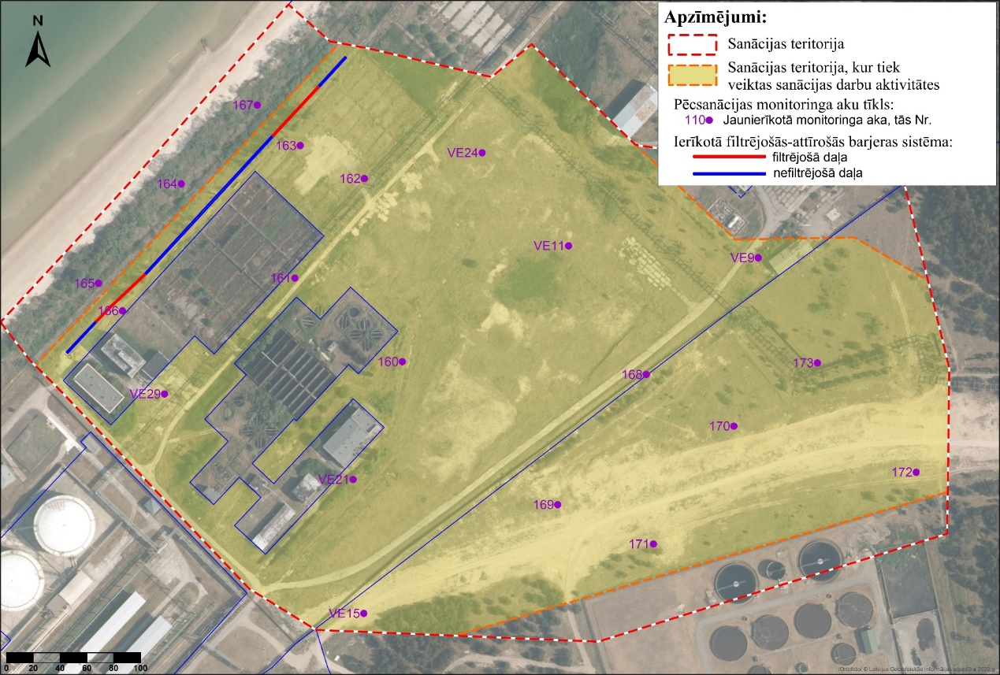 N
Apzīmējumi:
Sanācijas teritorija
Sanācijas teritorija, kur tiek
veiktas sanācijas darbu aktivitātes
Pēcsanācijas monitoringa aku tīkls:
110 Jaunierīkotā monitoringa aka, tās Nr.
Ierīkotā filtrējošās-attīrošās barjeras sistēma:
filtrējošā daļa
nefiltrējošā daļa
167
163
VE24
162
164
VE11
VE9
161
165
166
160
173
168
VE29
170
172
VE21
169
171
VE15
0 20 40 60 80 100
/Ortofoto/ © Latvijas Ģeotelpiskās informācijas aģentūra 2022.g.